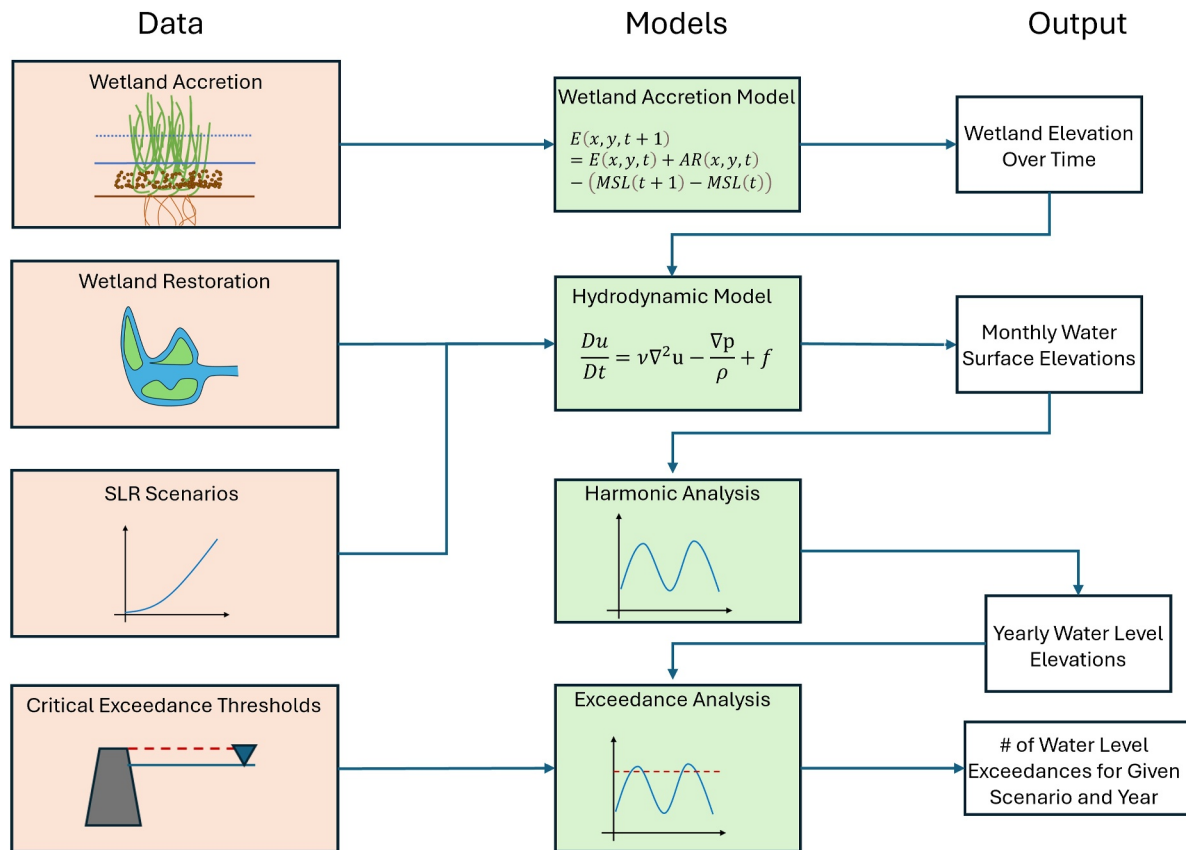 Data
Models
Output
Wetland Accretion
Wetland Accretion Model
E(x, y, t + 1)
= E(x, y, t) + AR(x, y, t)
− (MSL(t + 1) − MSL(t))
Wetland Elevation
Over Time
Wetland Restoration
Hydrodynamic Model
Du/Dt = ν∇²u − ∇p/ρ + f
Monthly Water
Surface Elevations
SLR Scenarios
Harmonic Analysis
Yearly Water Level
Elevations
Critical Exceedance Thresholds
Exceedance Analysis
# of Water Level
Exceedances for Given
Scenario and Year